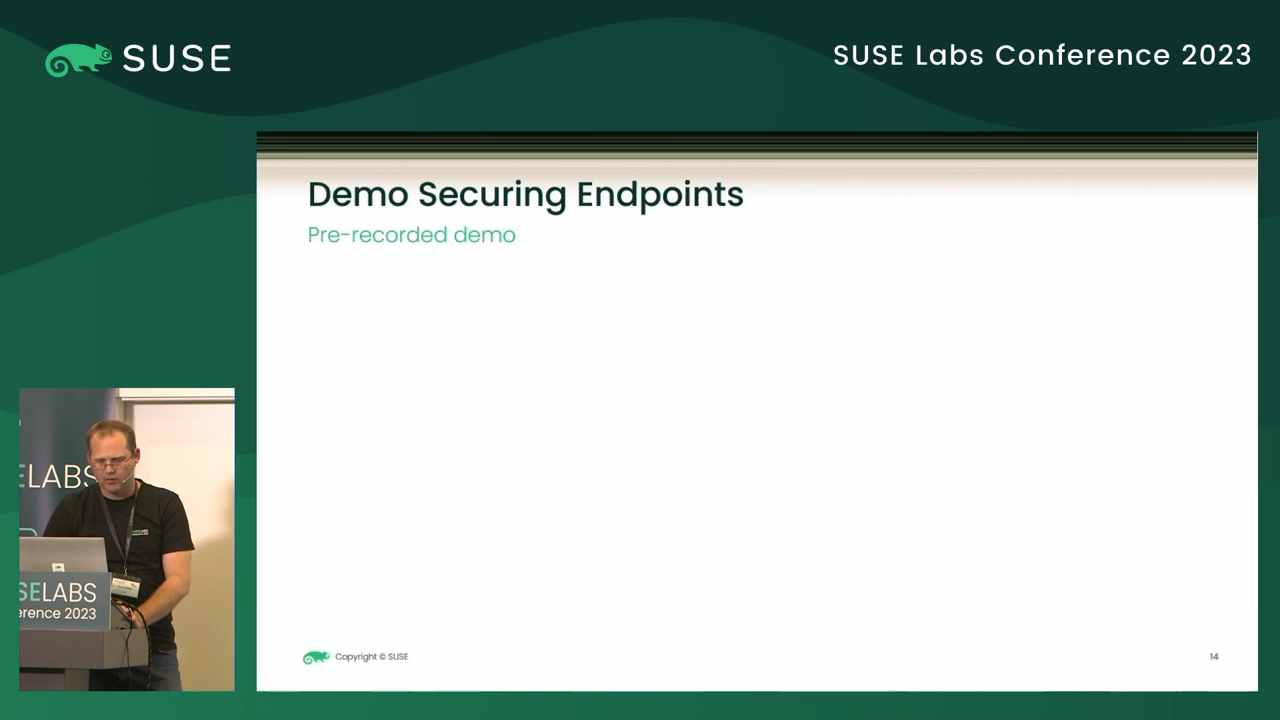 SUSE
SUSE Labs Conference 2023
Demo Securing Endpoints
Pre-recorded demo
ELABS
SELABS
erence 2023
Copyright © SUSE
14